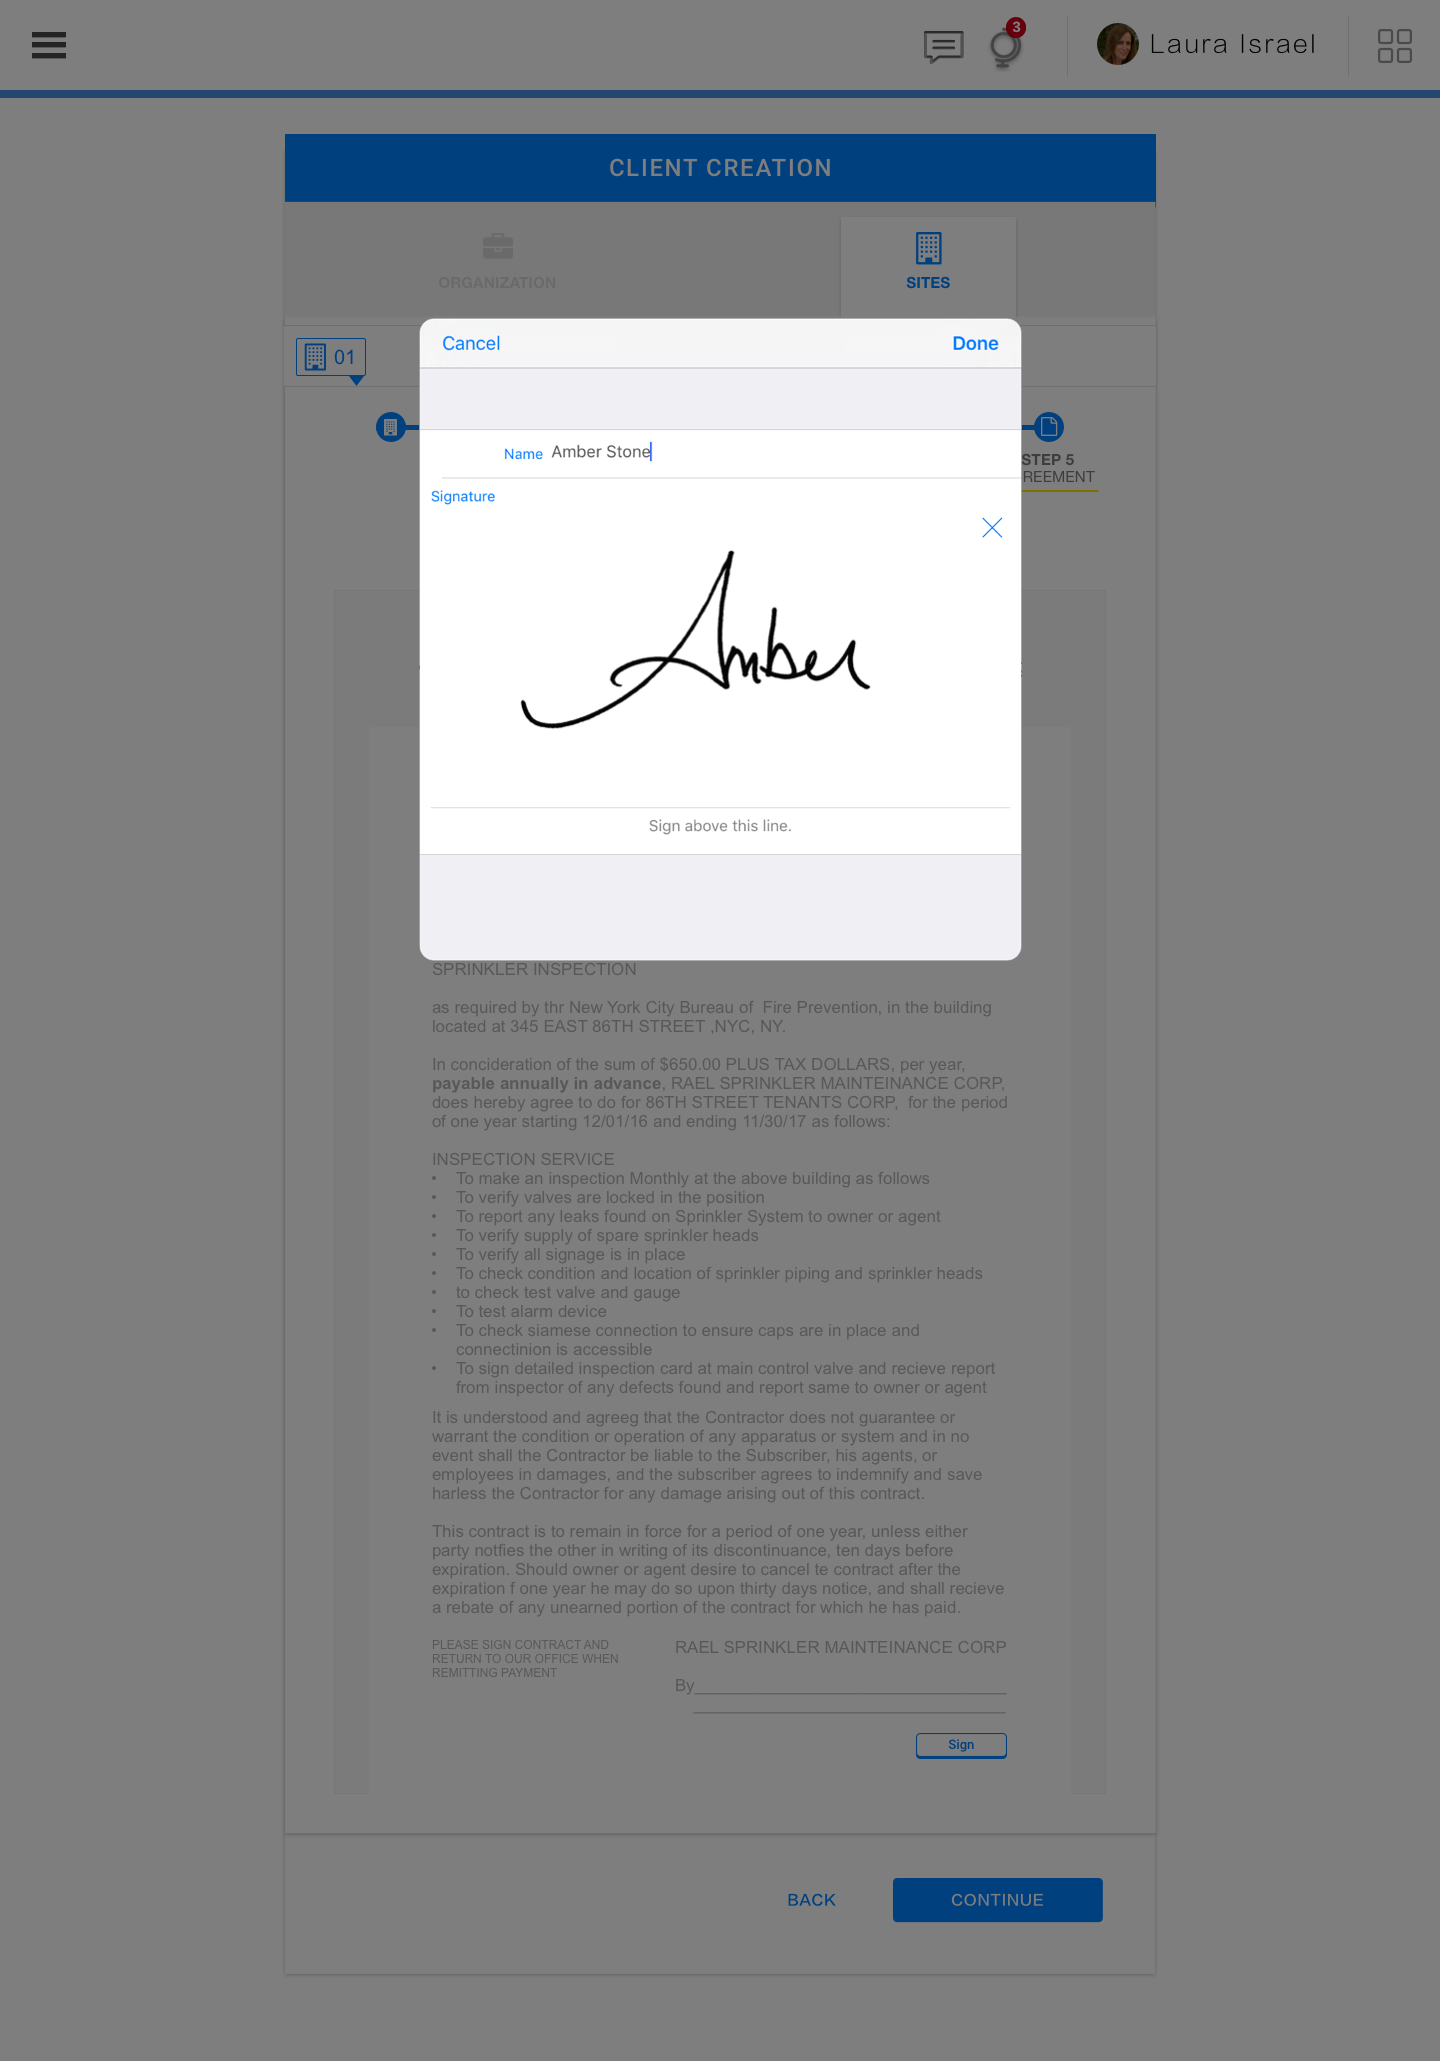 3
Laura Israel
CLIENT CREATION
ORGANIZATION
SITES
Cancel
Done
01
Name Amber Stone
STEP 5
REEMENT
Signature
Amber
Sign above this line.
SPRINKLER INSPECTION
as required by thr New York City Bureau of  Fire Prevention, in the building
located at 345 EAST 86TH STREET ,NYC, NY.
In concideration of the sum of $650.00 PLUS TAX DOLLARS, per year,
payable annually in advance, RAEL SPRINKLER MAINTEINANCE CORP,
does hereby agree to do for 86TH STREET TENANTS CORP,  for the period
of one year starting 12/01/16 and ending 11/30/17 as follows:
INSPECTION SERVICE
• To make an inspection Monthly at the above building as follows
• To verify valves are locked in the position
• To report any leaks found on Sprinkler System to owner or agent
• To verify supply of spare sprinkler heads
• To verify all signage is in place
• To check condition and location of sprinkler piping and sprinkler heads
• to check test valve and gauge
• To test alarm device
• To check siamese connection to ensure caps are in place and
connectinion is accessible
• To sign detailed inspection card at main control valve and recieve report
from inspector of any defects found and report same to owner or agent
It is understood and agreeg that the Contractor does not guarantee or
warrant the condition or operation of any apparatus or system and in no
event shall the Contractor be liable to the Subscriber, his agents, or
employees in damages, and the subscriber agrees to indemnify and save
harless the Contractor for any damage arising out of this contract.
This contract is to remain in force for a period of one year, unless either
party notfies the other in writing of its discontinuance, ten days before
expiration. Should owner or agent desire to cancel te contract after the
expiration f one year he may do so upon thirty days notice, and shall recieve
a rebate of any unearned portion of the contract for which he has paid.
PLEASE SIGN CONTRACT AND
RETURN TO OUR OFFICE WHEN
REMITTING PAYMENT
RAEL SPRINKLER MAINTEINANCE CORP
By
Sign
BACK
CONTINUE